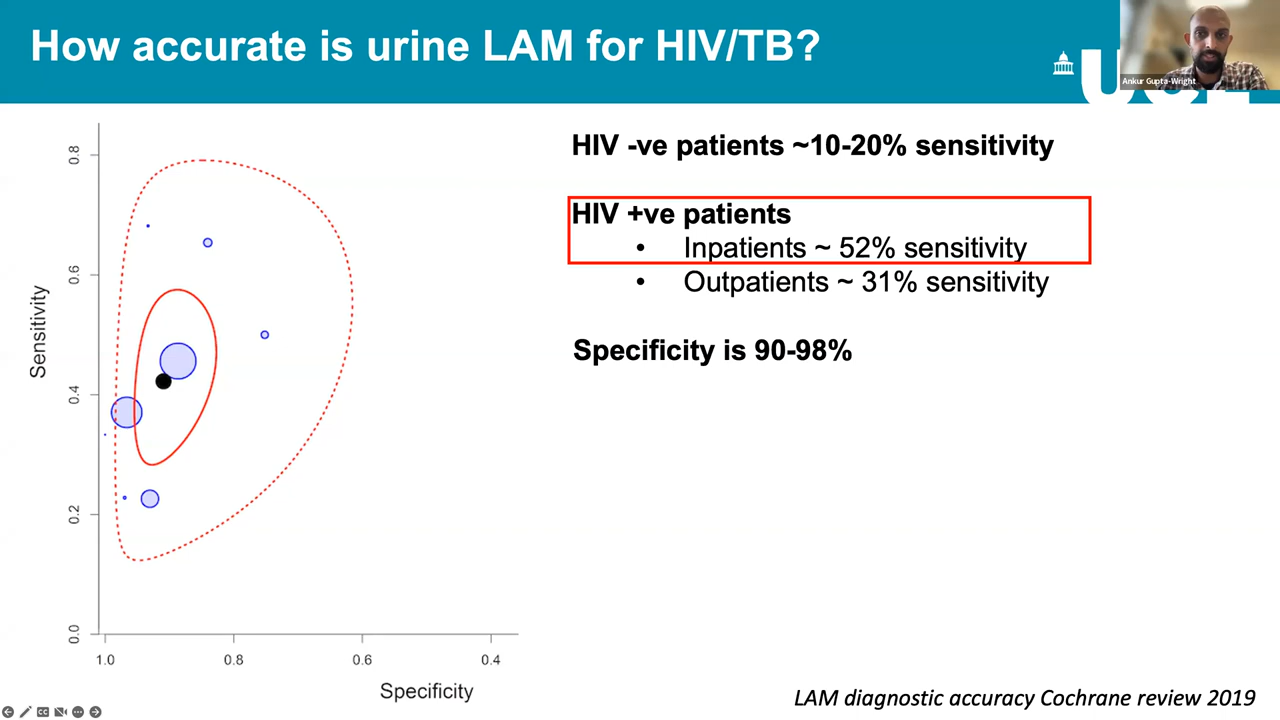 How accurate is urine LAM for HIV/TB?
Ankur Gupta-Wright
HIV -ve patients ~10-20% sensitivity
HIV +ve patients
• Inpatients ~ 52% sensitivity
• Outpatients ~ 31% sensitivity
Specificity is 90-98%
Sensitivity
0.8
0.6
0.4
0.2
0.0
1.0
0.8
0.6
0.4
Specificity
LAM diagnostic accuracy Cochrane review 2019